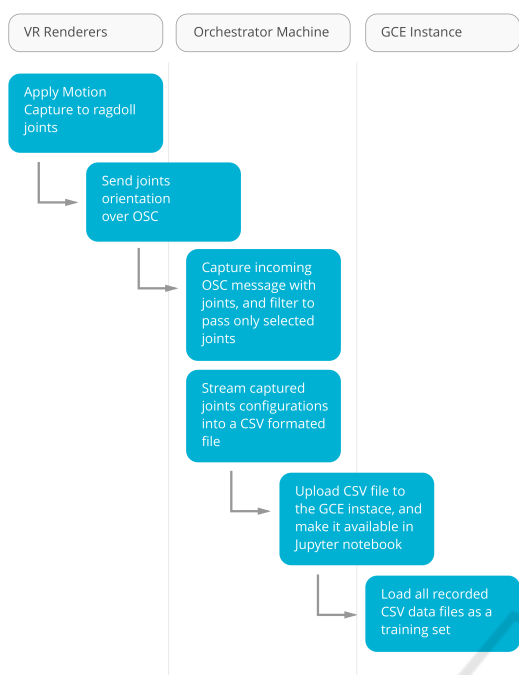 VR Renderers
Orchestrator Machine
GCE Instance
Apply Motion
Capture to ragdoll
joints
Send joints
orientation
over OSC
Capture incoming
OSC message with
joints, and filter to
pass only selected
joints
Stream captured
joints configurations
into a CSV formated
file
Upload CSV file to
the GCE instace, and
make it available in
Jupyter notebook
Load all recorded
CSV data files as a
training set